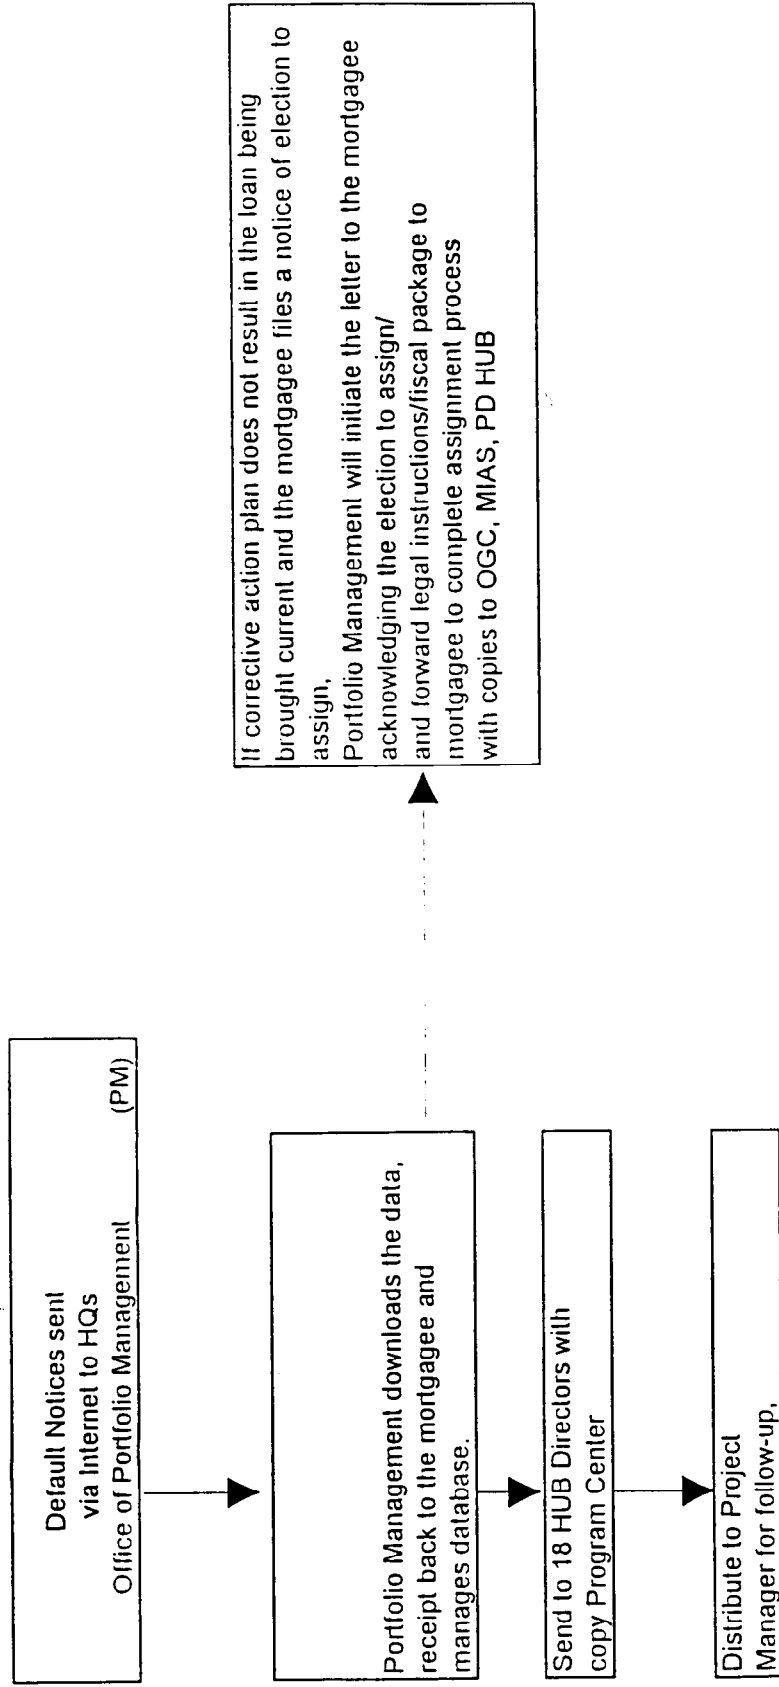 Default Notices sent
via Internet to HQs
Office of Portfolio Management (PM)
Portfolio Management downloads the data,
receipt back to the mortgagee and
manages database.
Send to 18 HUB Directors with
copy Program Center
Distribute to Project
Manager for follow-up,
If corrective action plan does not result in the loan being
brought current and the mortgagee files a notice of election to
assign,
Portfolio Management will initiate the letter to the mortgagee
acknowledging the election to assign/
and forward legal instructions/fiscal package to
mortgagee to complete assignment process
with copies to OGC, MIAS, PD HUB